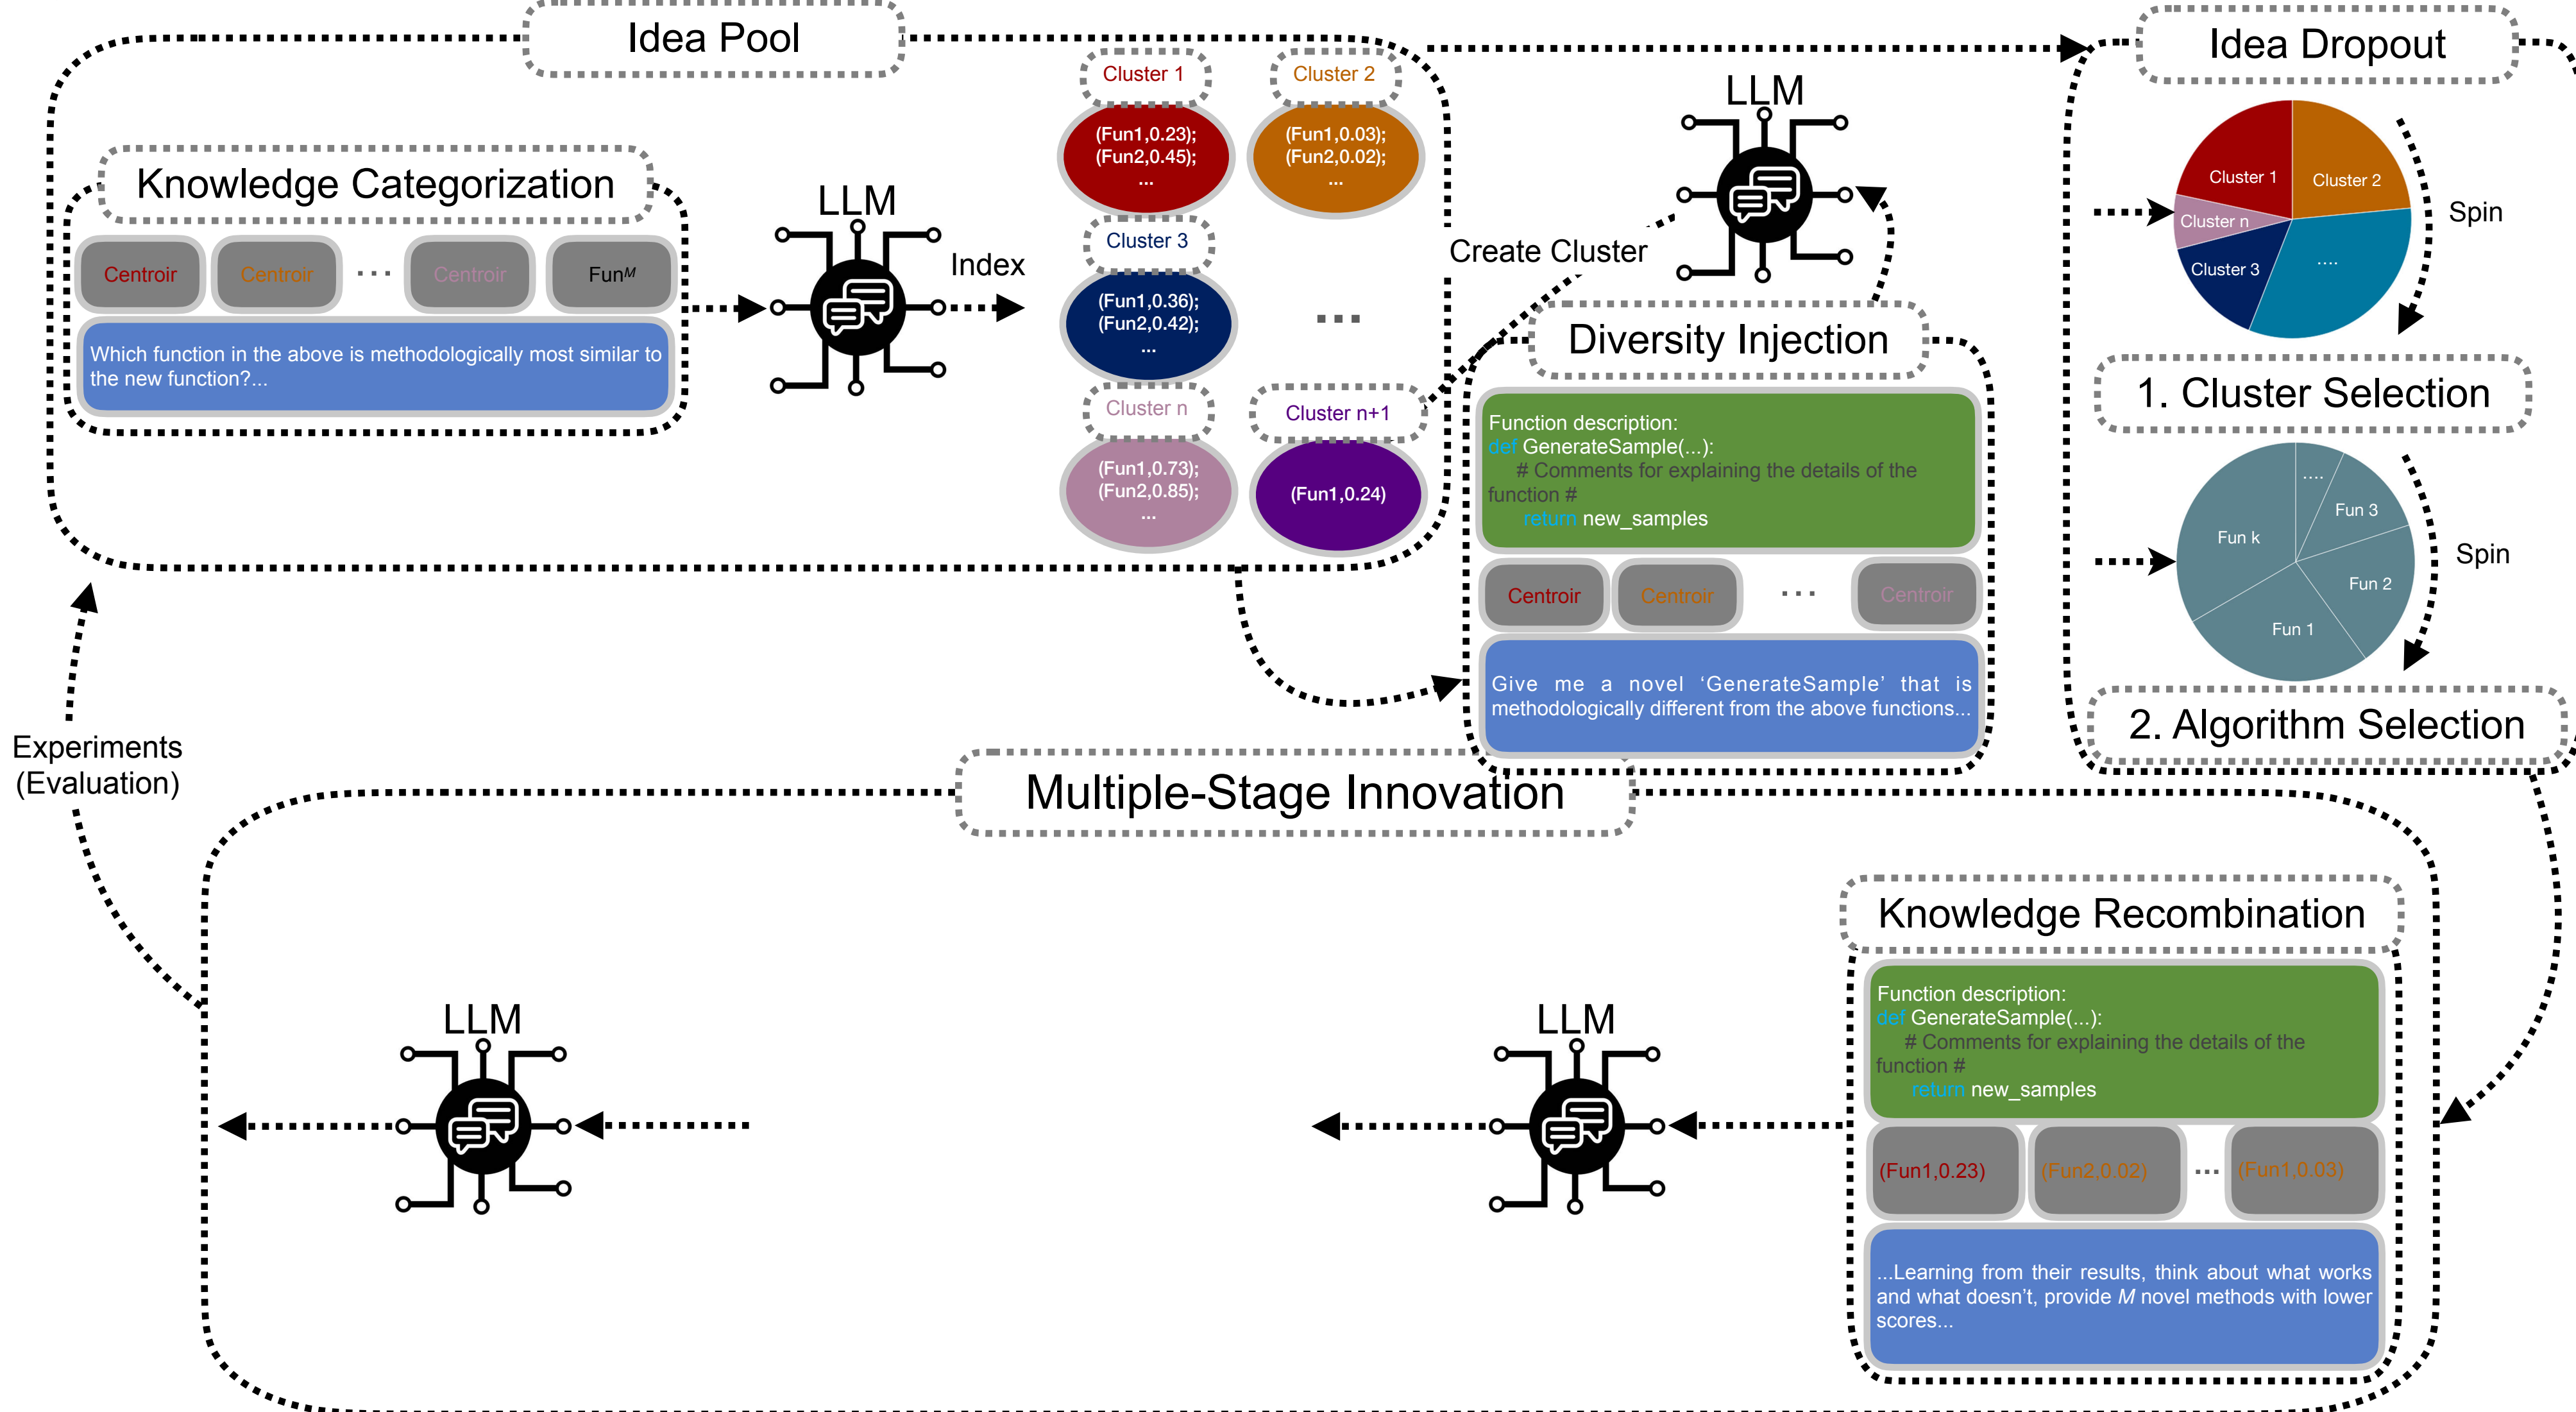 Idea Pool
Knowledge Categorization
Centroir
Centroir
...
Centroir
Fun^M
Which function in the above is methodologically most similar to
the new function?...
LLM
Index
Cluster 1
(Fun1,0.23);
(Fun2,0.45);
...
Cluster 2
(Fun1,0.03);
(Fun2,0.02);
...
Cluster 3
(Fun1,0.36);
(Fun2,0.42);
...
...
Cluster n
(Fun1,0.73);
(Fun2,0.85);
...
Cluster n+1
(Fun1,0.24)
Create Cluster
LLM
Diversity Injection
Function description:
def GenerateSample(...):
# Comments for explaining the details of the
function #
return new_samples
Centroir
Centroir
...
Centroir
Give me a novel ‘GenerateSample’ that is
methodologically different from the above functions...
Idea Dropout
Cluster 1
Cluster 2
Cluster n
Cluster 3
....
Spin
1. Cluster Selection
....
Fun 3
Fun k
Fun 2
Fun 1
Spin
2. Algorithm Selection
Experiments
(Evaluation)
Multiple-Stage Innovation
Knowledge Recombination
Function description:
def GenerateSample(...):
# Comments for explaining the details of the
function #
return new_samples
(Fun1,0.23)
(Fun2,0.02)
...
(Fun1,0.03)
...Learning from their results, think about what works
and what doesn’t, provide M novel methods with lower
scores...
LLM
LLM